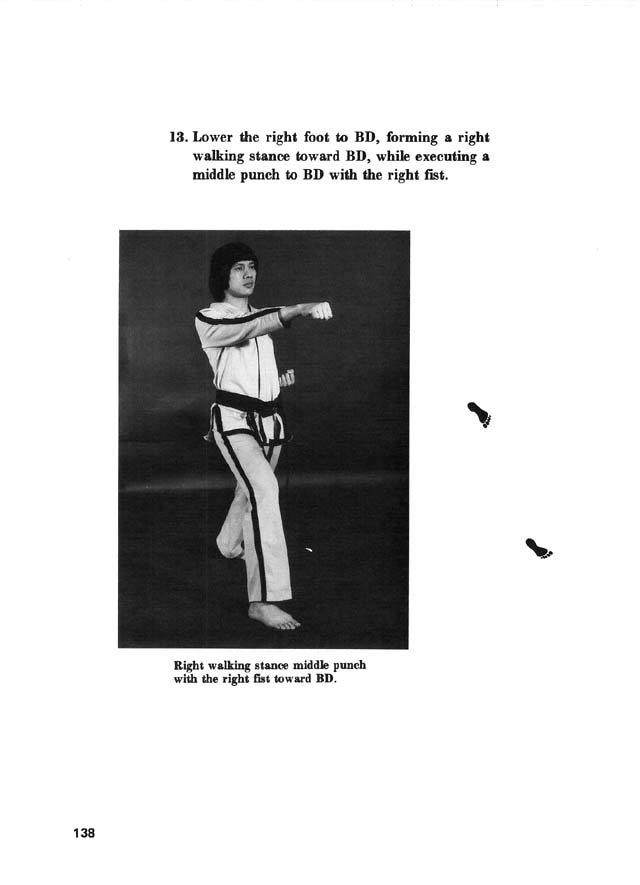 13. Lower the right foot to BD, forming a right
walking stance toward BD, while executing a
middle punch to BD with the right fist.
Right walking stance middle punch
with the right fist toward BD.
138